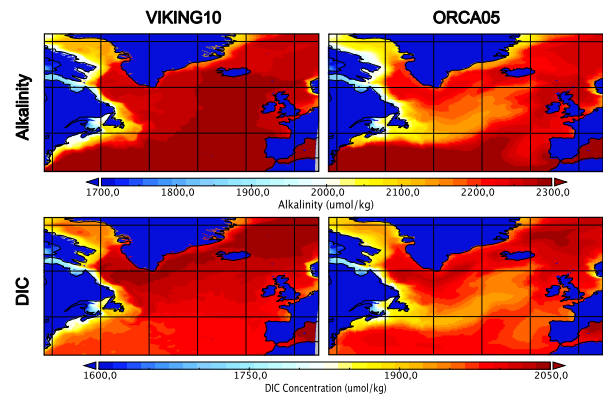 VIKING10
ORCA05
Alkalinity
1700,0 1800,0 1900,0 2000,0 2100,0 2200,0 2300,0
Alkalinity (umol/kg)
DIC
1600,0 1750,0 1900,0 2050,0
DIC Concentration (umol/kg)